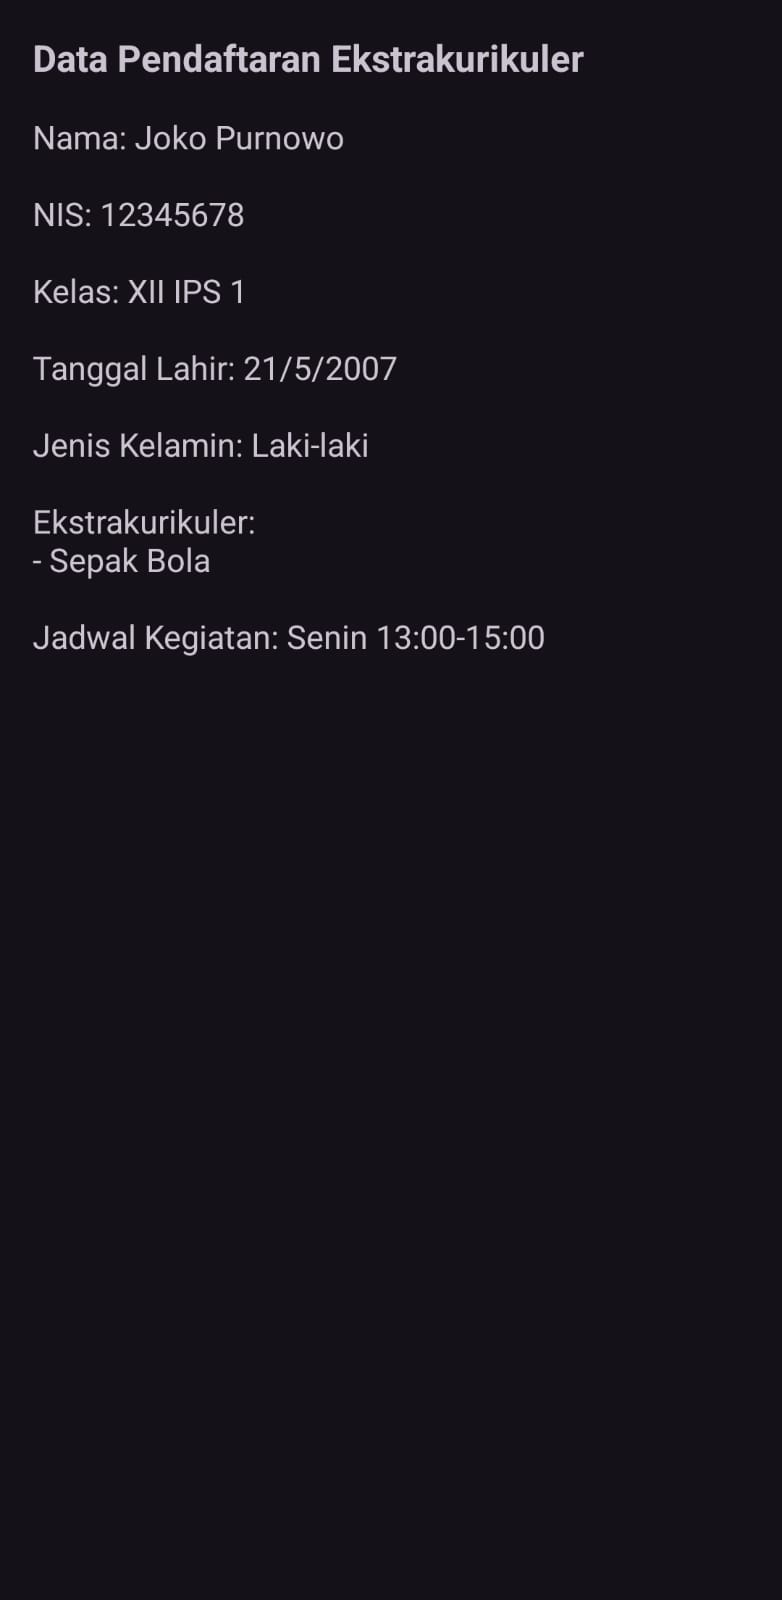 Data Pendaftaran Ekstrakurikuler
Nama: Joko Purnowo
NIS: 12345678
Kelas: XII IPS 1
Tanggal Lahir: 21/5/2007
Jenis Kelamin: Laki-laki
Ekstrakurikuler:
- Sepak Bola
Jadwal Kegiatan: Senin 13:00-15:00